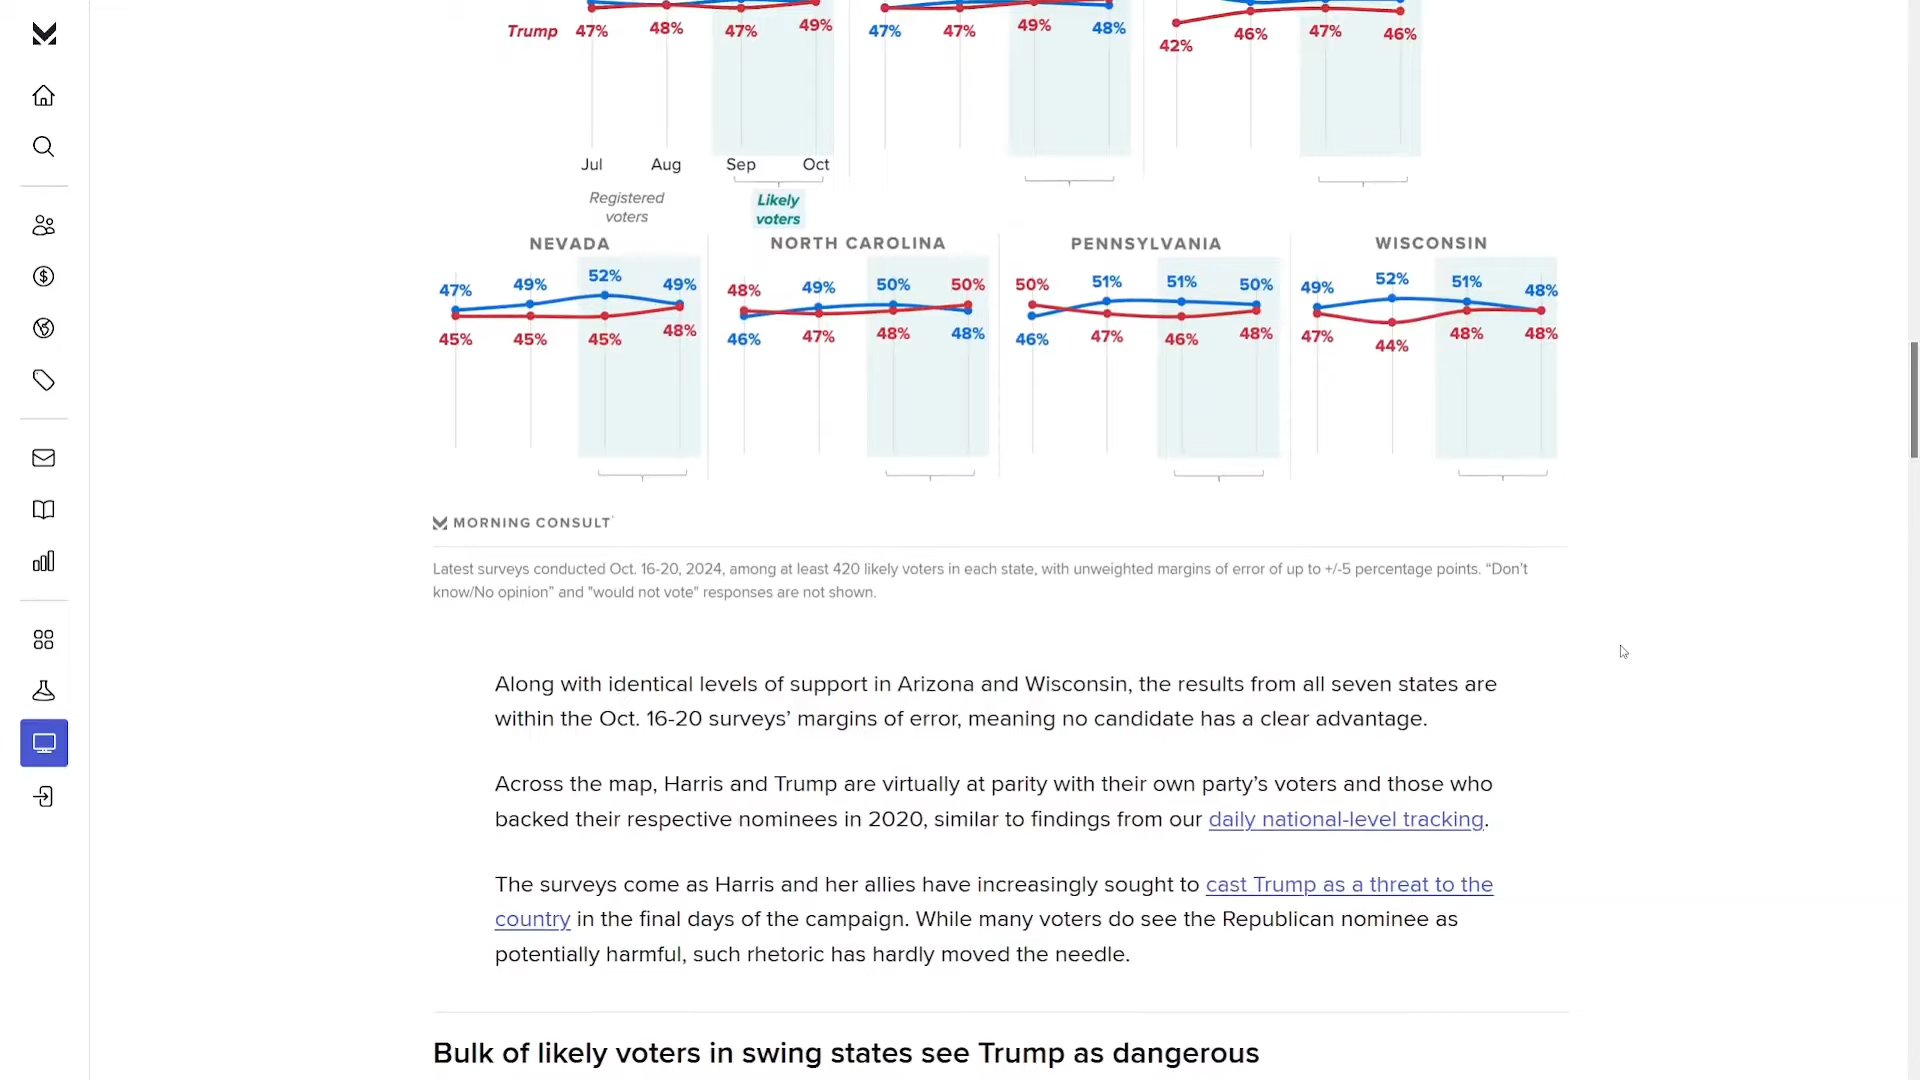 Trump 47% 48% 47% 49% 47% 47% 49% 48% 42% 46% 47% 46%
Jul Aug Sep Oct
Registered
voters
Likely
voters
NEVADA NORTH CAROLINA PENNSYLVANIA WISCONSIN
47% 49% 52% 49% 48% 49% 50% 50% 50% 51% 51% 50% 49% 52% 51% 48%
45% 45% 45% 48% 46% 47% 48% 48% 46% 47% 46% 48% 47% 44% 48% 48%
MORNING CONSULT
Latest surveys conducted Oct. 16-20, 2024, among at least 420 likely voters in each state, with unweighted margins of error of up to +/-5 percentage points. “Don’t
know/No opinion” and "would not vote" responses are not shown.
Along with identical levels of support in Arizona and Wisconsin, the results from all seven states are
within the Oct. 16-20 surveys’ margins of error, meaning no candidate has a clear advantage.
Across the map, Harris and Trump are virtually at parity with their own party’s voters and those who
backed their respective nominees in 2020, similar to findings from our daily national-level tracking.
The surveys come as Harris and her allies have increasingly sought to cast Trump as a threat to the
country in the final days of the campaign. While many voters do see the Republican nominee as
potentially harmful, such rhetoric has hardly moved the needle.
Bulk of likely voters in swing states see Trump as dangerous